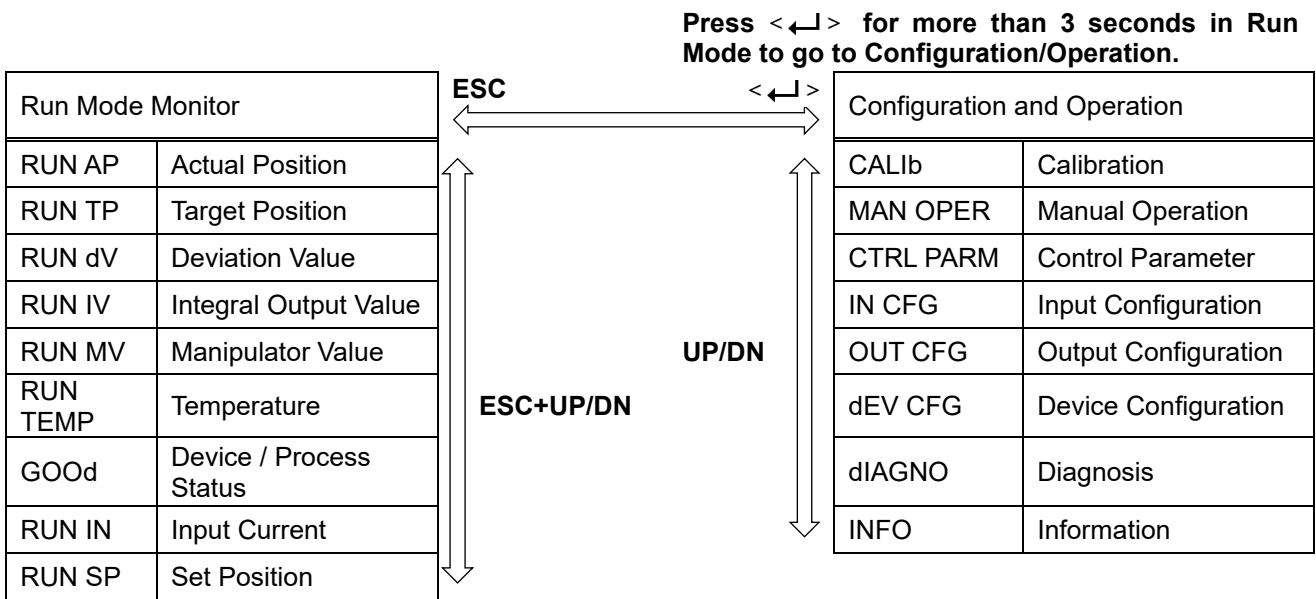 Press <↵> for more than 3 seconds in Run
Mode to go to Configuration/Operation.
Run Mode Monitor
ESC
<↵>
Configuration and Operation
RUN AP Actual Position
RUN TP Target Position
RUN dV Deviation Value
RUN IV Integral Output Value
RUN MV Manipulator Value
RUN
TEMP
Temperature
GOOd
Device / Process
Status
RUN IN Input Current
RUN SP Set Position
ESC+UP/DN
UP/DN
CALIb Calibration
MAN OPER Manual Operation
CTRL PARM Control Parameter
IN CFG Input Configuration
OUT CFG Output Configuration
dEV CFG Device Configuration
dIAGNO Diagnosis
INFO Information